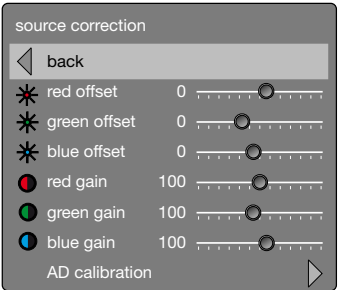 source correction
back
red offset 0
green offset 0
blue offset 0
red gain 100
green gain 100
blue gain 100
AD calibration